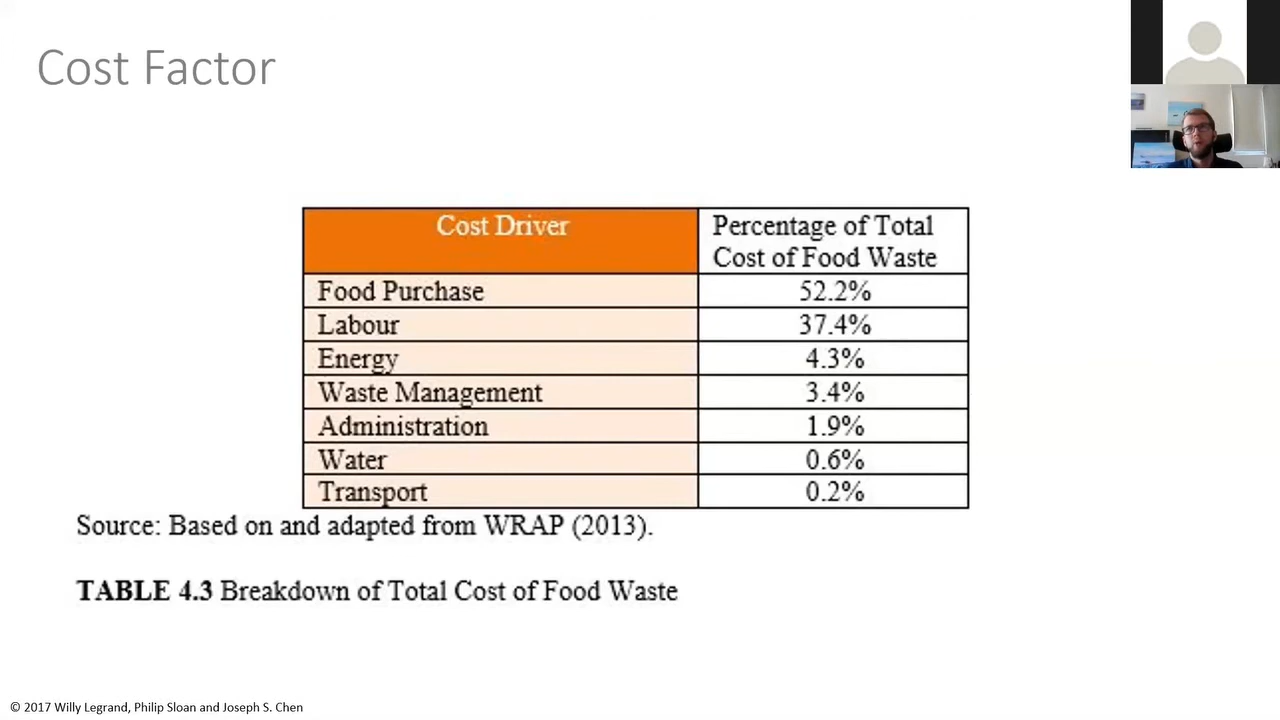 Cost Factor
Cost Driver
Percentage of Total
Cost of Food Waste
Food Purchase
52.2%
Labour
37.4%
Energy
4.3%
Waste Management
3.4%
Administration
1.9%
Water
0.6%
Transport
0.2%
Source: Based on and adapted from WRAP (2013).
TABLE 4.3 Breakdown of Total Cost of Food Waste
© 2017 Willy Legrand, Philip Sloan and Joseph S. Chen